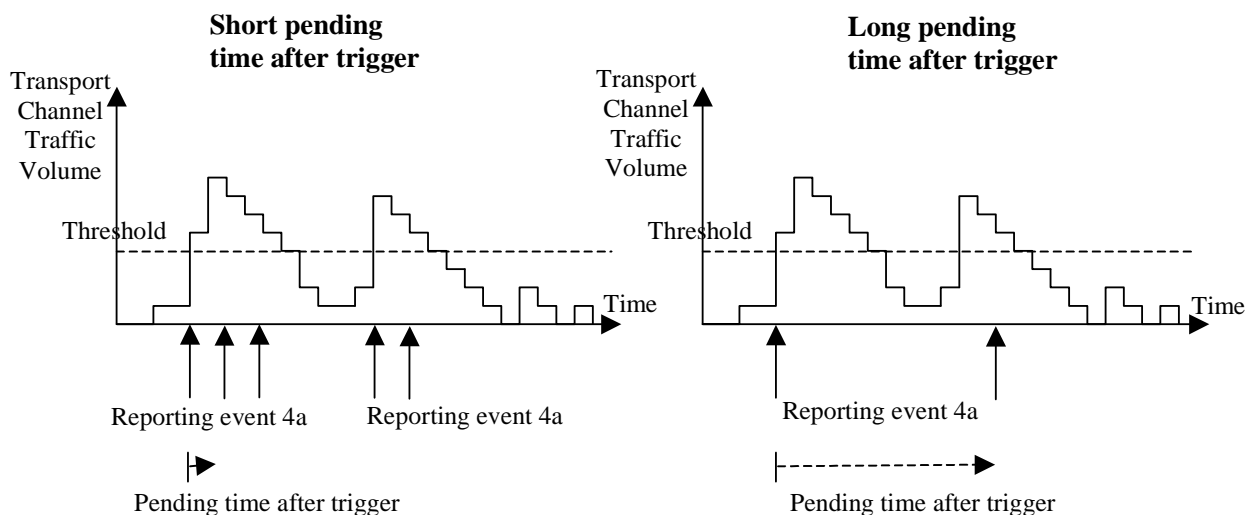 Short pending
time after trigger
Transport
Channel
Traffic
Volume
Threshold
Time
Reporting event 4a
Reporting event 4a
Pending time after trigger
Long pending
time after trigger
Transport
Channel
Traffic
Volume
Threshold
Time
Reporting event 4a
Pending time after trigger